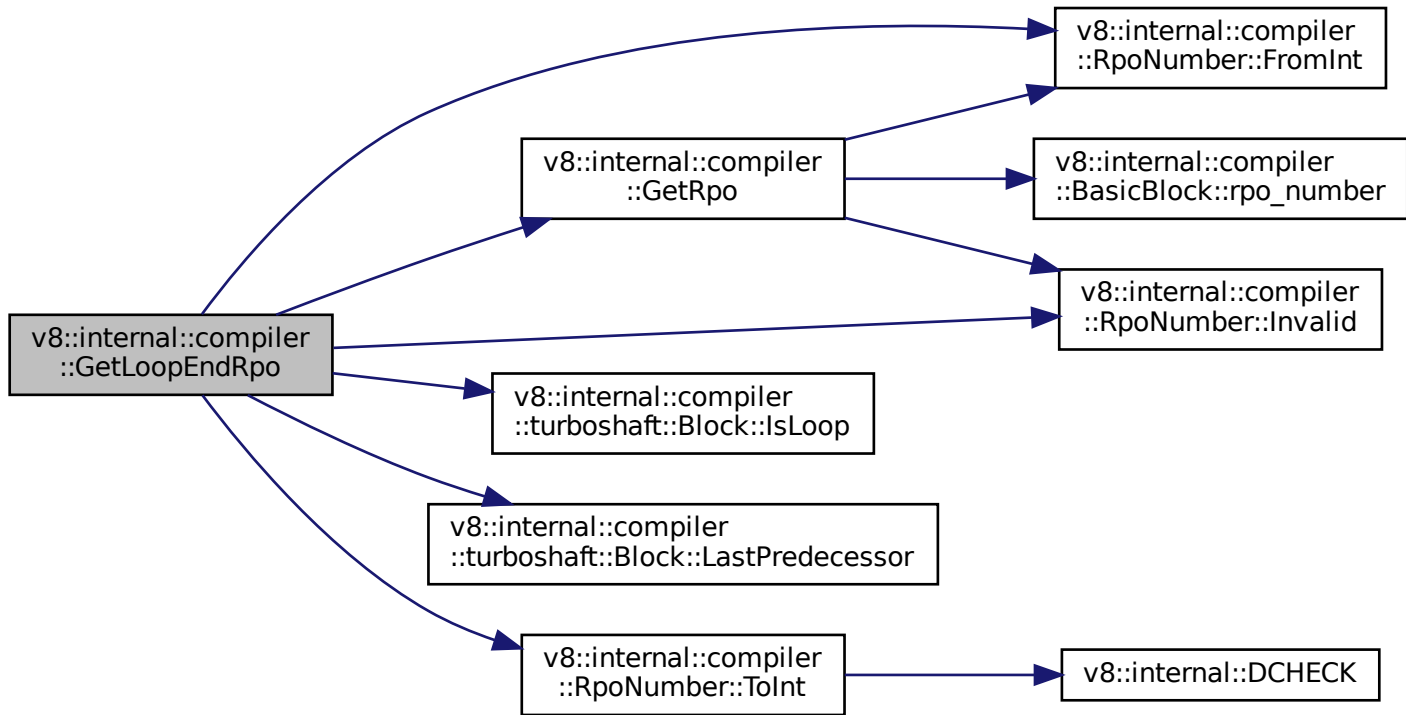 v8::internal::compiler
::RpoNumber::FromInt
v8::internal::compiler
::GetRpo
v8::internal::compiler
::BasicBlock::rpo_number
v8::internal::compiler
::RpoNumber::Invalid
v8::internal::compiler
::GetLoopEndRpo
v8::internal::compiler
::turboshaft::Block::IsLoop
v8::internal::compiler
::turboshaft::Block::LastPredecessor
v8::internal::compiler
::RpoNumber::ToInt
v8::internal::DCHECK